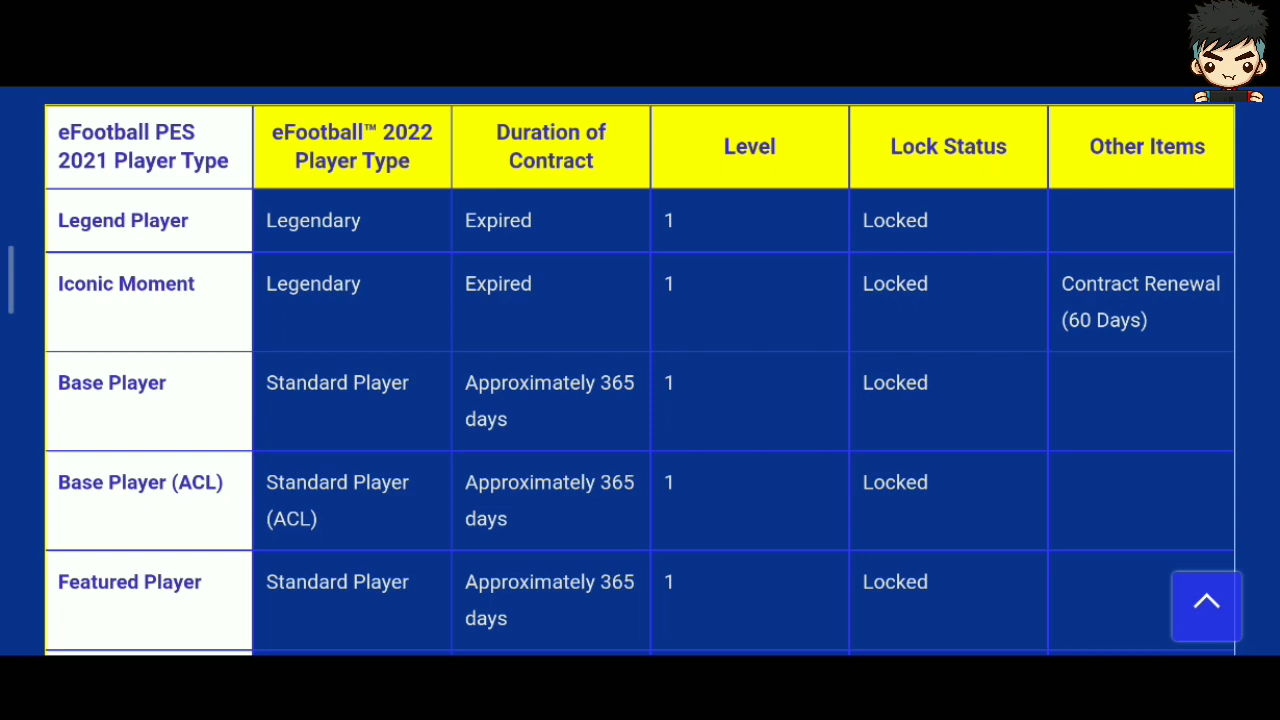 eFootball PES
2021 Player Type
eFootball™ 2022
Player Type
Duration of
Contract
Level
Lock Status
Other Items
Legend Player
Legendary
Expired
1
Locked
Iconic Moment
Legendary
Expired
1
Locked
Contract Renewal
(60 Days)
Base Player
Standard Player
Approximately 365
days
1
Locked
Base Player (ACL)
Standard Player
(ACL)
Approximately 365
days
1
Locked
Featured Player
Standard Player
Approximately 365
days
1
Locked